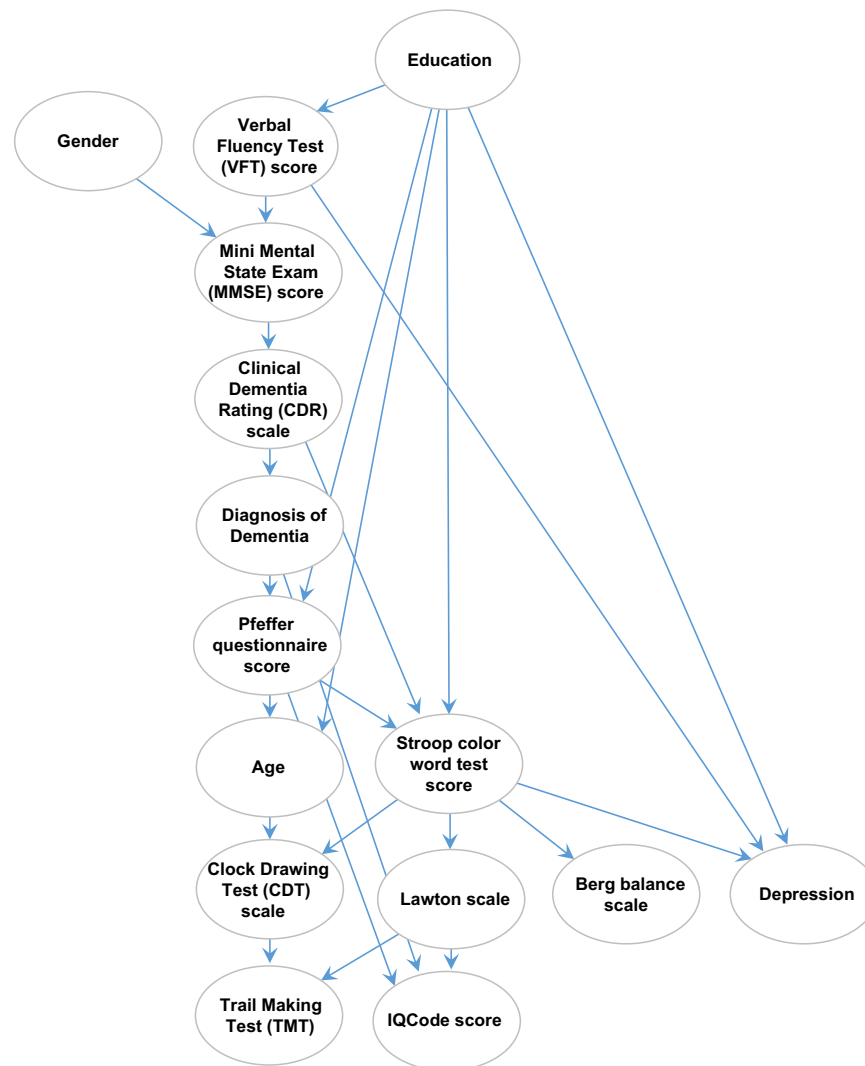 Education
Gender
Verbal
Fluency Test
(VFT) score
Mini Mental
State Exam
(MMSE) score
Clinical
Dementia
Rating (CDR)
scale
Diagnosis of
Dementia
Pfeffer
questionnaire
score
Age
Stroop color
word test
score
Clock Drawing
Test (CDT)
scale
Lawton scale
Berg balance
scale
Depression
Trail Making
Test (TMT)
IQCode score